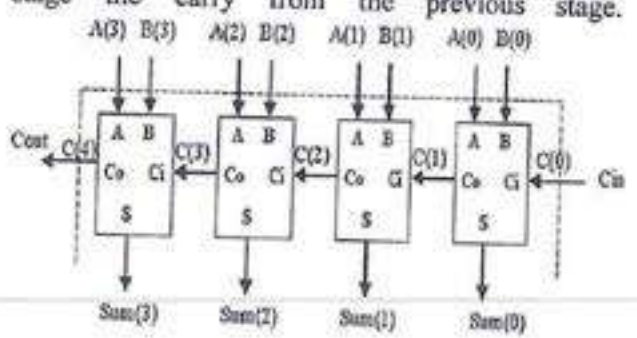 stage the carry from the previous stage.
A(3) B(3) A(2) B(2) A(1) B(1) A(0) B(0)
A B A B A B A B
Cout C(4) C(3) C(2) C(1) C(0) Cin
Co Ci Co Ci Co Ci Co Ci
S S S S
Sum(3) Sum(2) Sum(1) Sum(0)